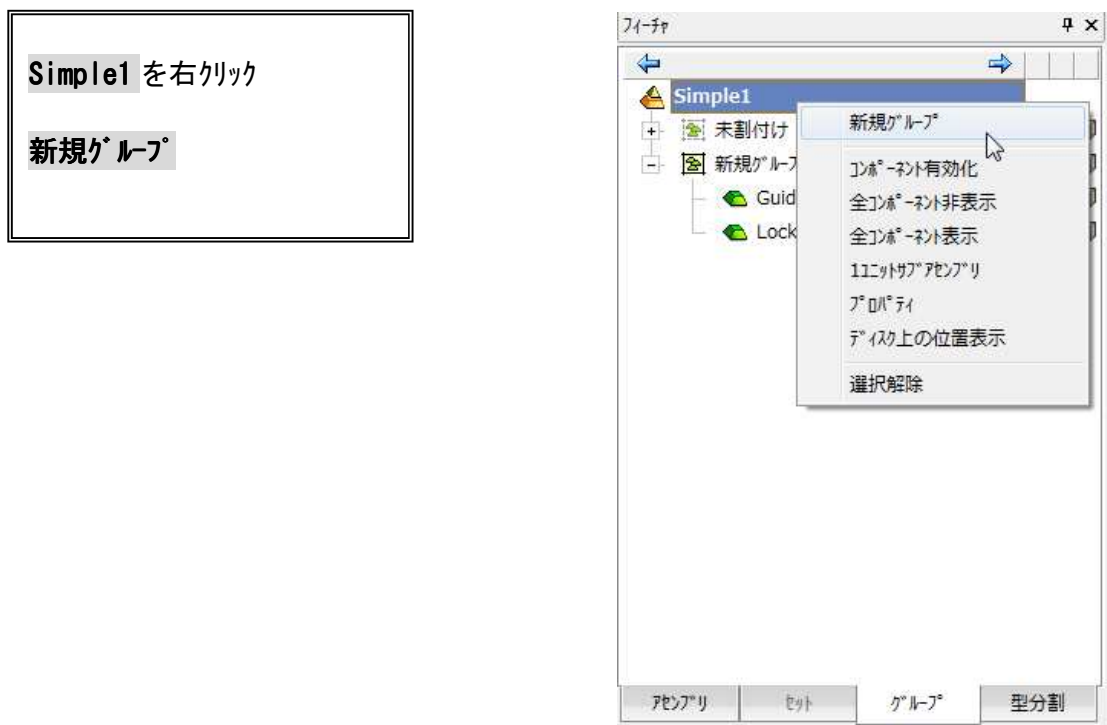 Simple1 を右ｸﾘｯｸ
新規ｸﾞﾙｰﾌﾟ
ﾌｨｰﾁｬ
Simple1
未割付け
新規ｸﾞﾙｰﾌ
Guid
Lock
新規ｸﾞﾙｰﾌﾟ
ｺﾝﾎﾟｰﾈﾝﾄ有効化
全ｺﾝﾎﾟｰﾈﾝﾄ非表示
全ｺﾝﾎﾟｰﾈﾝﾄ表示
1ﾕﾆｯﾄｻﾌﾞｱｾﾝﾌﾞﾘ
ﾌﾟﾛﾊﾟﾃｨ
ﾃﾞｨｽｸ上の位置表示
選択解除
ｱｾﾝﾌﾞﾘ ｾｯﾄ ｸﾞﾙｰﾌﾟ 型分割